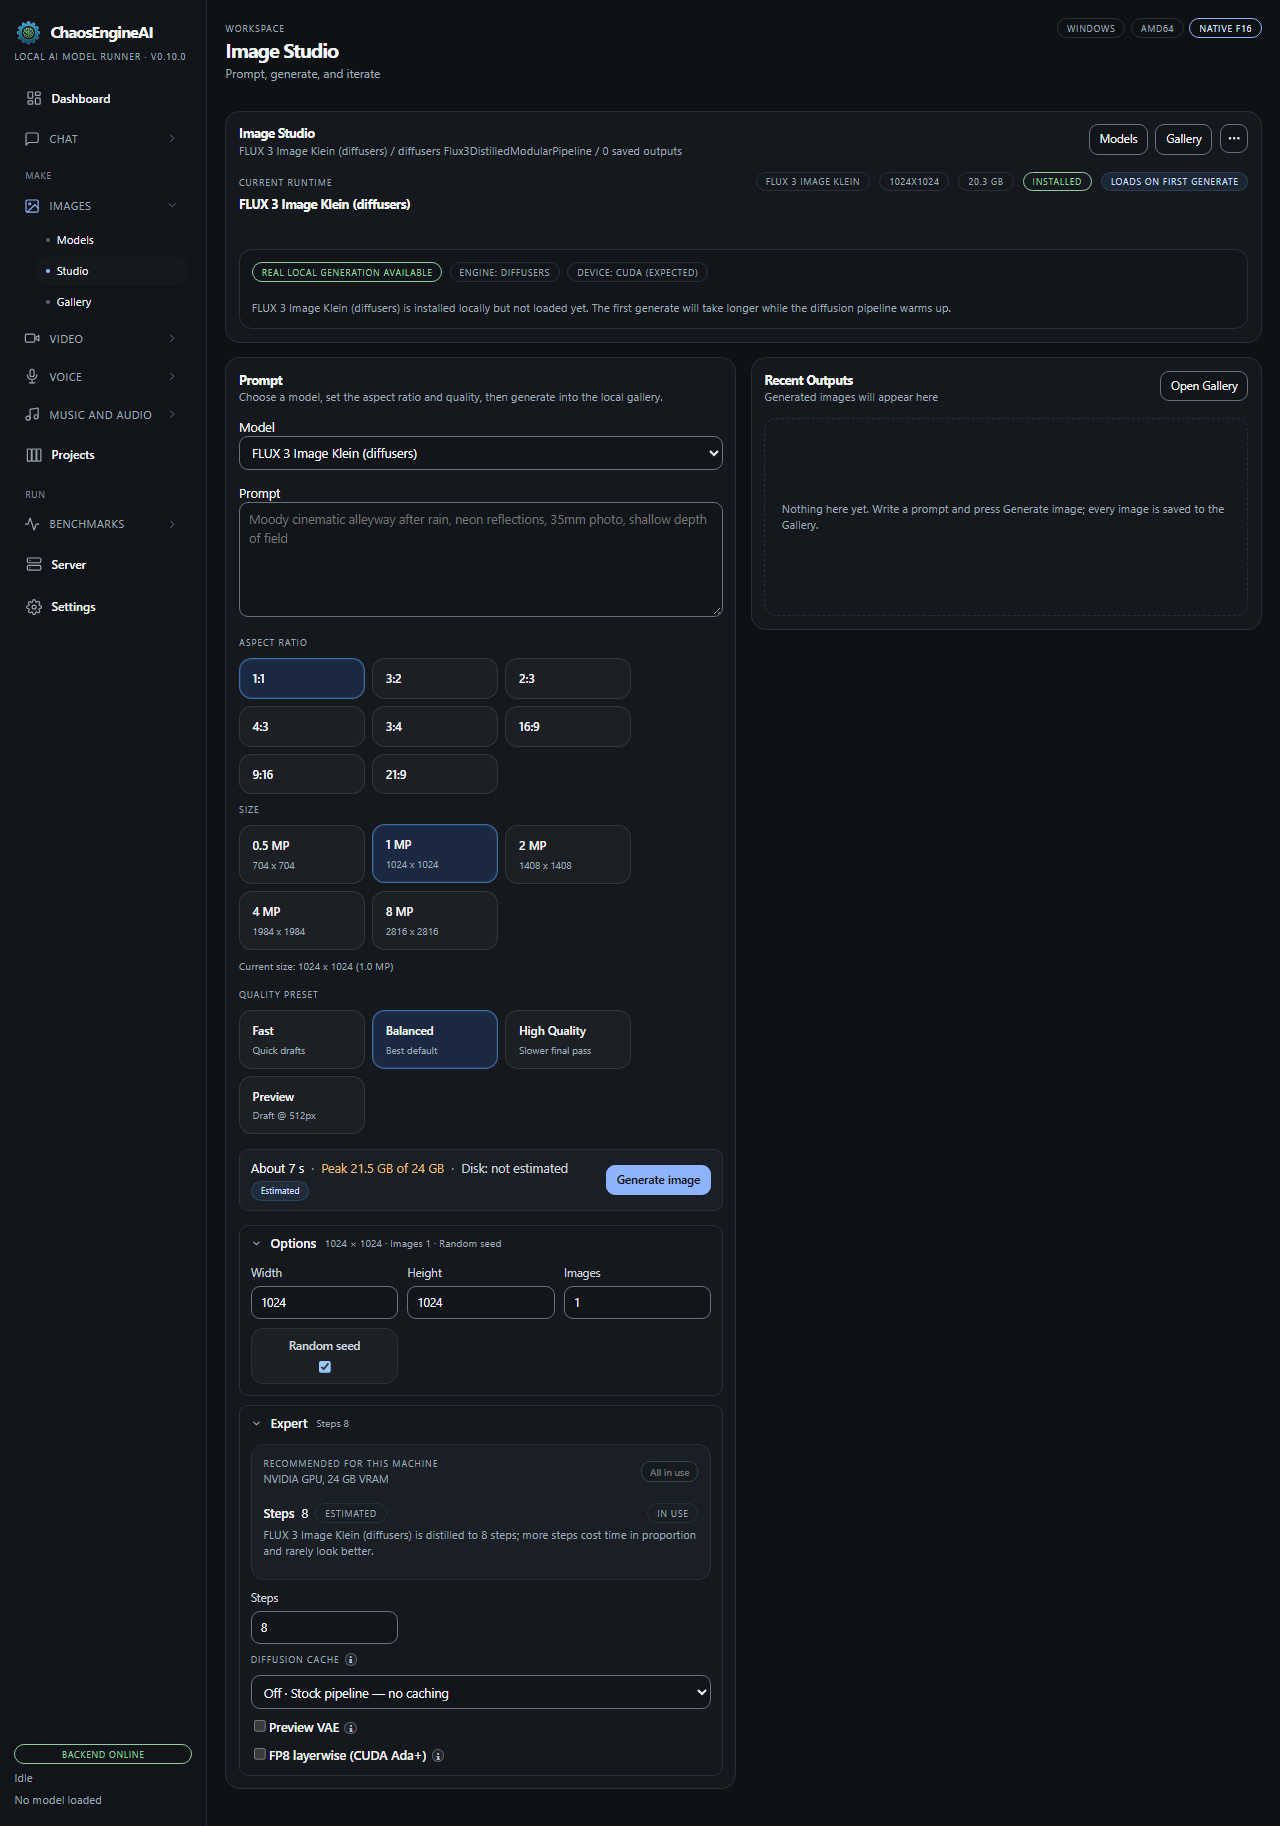 ChaosEngineAI
LOCAL AI MODEL RUNNER · V0.10.0
Dashboard
CHAT
MAKE
IMAGES
Models
Studio
Gallery
VIDEO
VOICE
MUSIC AND AUDIO
Projects
RUN
BENCHMARKS
Server
Settings
BACKEND ONLINE
Idle
No model loaded
WORKSPACE
Image Studio
Prompt, generate, and iterate
WINDOWS
AMD64
NATIVE F16
Image Studio
FLUX 3 Image Klein (diffusers) / diffusers Flux3DistilledModularPipeline / 0 saved outputs
Models
Gallery
···
CURRENT RUNTIME
FLUX 3 Image Klein (diffusers)
FLUX 3 IMAGE KLEIN
1024X1024
20.3 GB
INSTALLED
LOADS ON FIRST GENERATE
REAL LOCAL GENERATION AVAILABLE
ENGINE: DIFFUSERS
DEVICE: CUDA (EXPECTED)
FLUX 3 Image Klein (diffusers) is installed locally but not loaded yet. The first generate will take longer while the diffusion pipeline warms up.
Prompt
Choose a model, set the aspect ratio and quality, then generate into the local gallery.
Model
FLUX 3 Image Klein (diffusers)
Prompt
Moody cinematic alleyway after rain, neon reflections, 35mm photo, shallow depth
of field
ASPECT RATIO
1:1
3:2
2:3
4:3
3:4
16:9
9:16
21:9
SIZE
0.5 MP
704 x 704
1 MP
1024 x 1024
2 MP
1408 x 1408
4 MP
1984 x 1984
8 MP
2816 x 2816
Current size: 1024 x 1024 (1.0 MP)
QUALITY PRESET
Fast
Quick drafts
Balanced
Best default
High Quality
Slower final pass
Preview
Draft @ 512px
About 7 s · Peak 21.5 GB of 24 GB · Disk: not estimated
Estimated
Generate image
Options 1024 × 1024 · Images 1 · Random seed
Width
1024
Height
1024
Images
1
Random seed
Expert Steps 8
RECOMMENDED FOR THIS MACHINE
NVIDIA GPU, 24 GB VRAM
All in use
Steps 8 ESTIMATED
IN USE
FLUX 3 Image Klein (diffusers) is distilled to 8 steps; more steps cost time in proportion
and rarely look better.
Steps
8
DIFFUSION CACHE
Off · Stock pipeline — no caching
Preview VAE
FP8 layerwise (CUDA Ada+)
Recent Outputs
Generated images will appear here
Open Gallery
Nothing here yet. Write a prompt and press Generate image; every image is saved to the
Gallery.